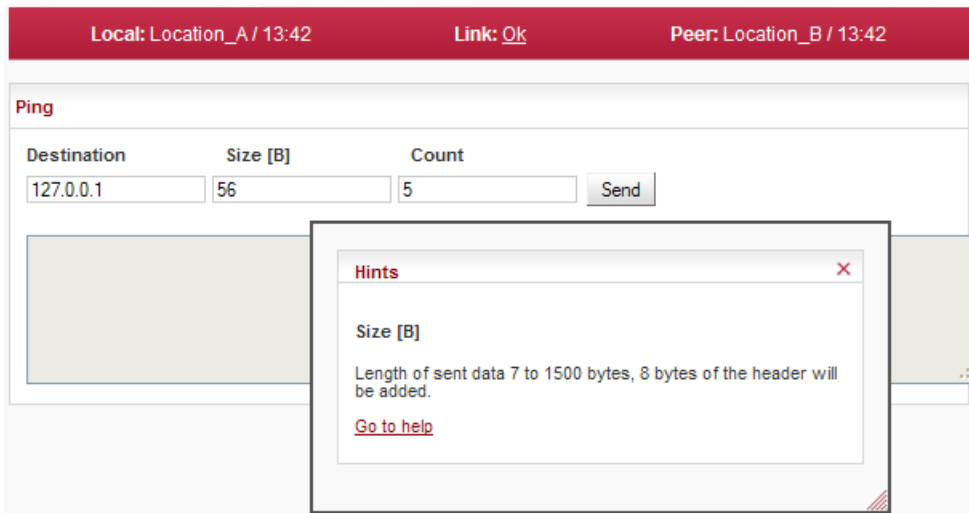 Local: Location_A / 13:42 Link: Ok Peer: Location_B / 13:42
Ping
Destination Size [B] Count
127.0.0.1 56 5 Send
Hints
Size [B]
Length of sent data 7 to 1500 bytes, 8 bytes of the header will
be added.
Go to help